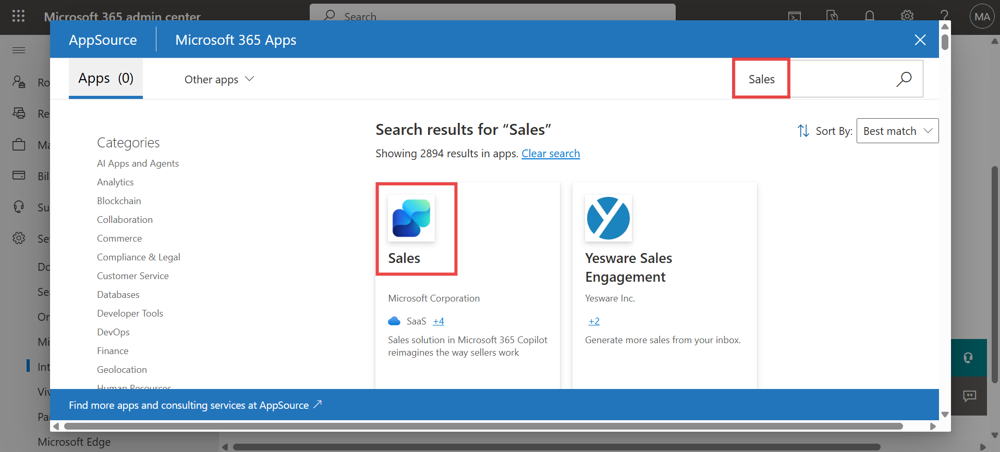 Microsoft 365 admin center
Search
MA
AppSource
Microsoft 365 Apps
Apps (0)
Other apps
Sales
Search results for “Sales”
Sort By:
Best match
Showing 2894 results in apps. Clear search
Categories
AI Apps and Agents
Analytics
Blockchain
Collaboration
Commerce
Compliance & Legal
Customer Service
Databases
Developer Tools
DevOps
Finance
Geolocation
Human Resources
Sales
Microsoft Corporation
SaaS +4
Sales solution in Microsoft 365 Copilot
reimagines the way sellers work
Yesware Sales
Engagement
Yesware Inc.
+2
Generate more sales from your inbox.
Find more apps and consulting services at AppSource
Ro
Re
Ma
Bil
Su
Se
Do
Sea
Or
Mi
Int
Viv
Pa
Microsoft Edge